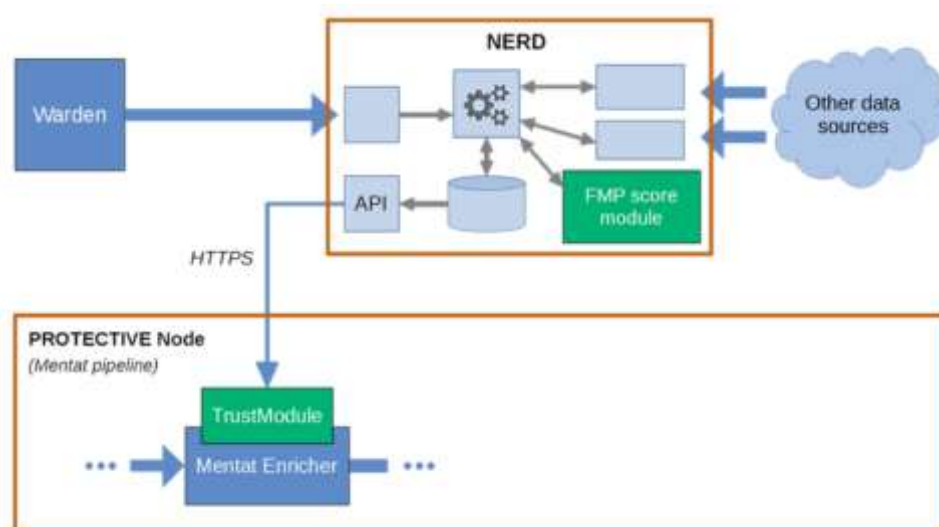 NERD
Warden
Other data
sources
API
FMP score
module
HTTPS
PROTECTIVE Node
(Mentat pipeline)
TrustModule
Mentat Enricher